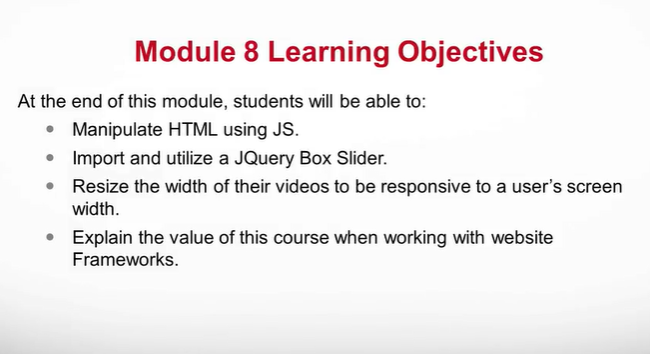 Module 8 Learning Objectives
At the end of this module, students will be able to:
Manipulate HTML using JS.
Import and utilize a JQuery Box Slider.
Resize the width of their videos to be responsive to a user’s screen
width.
Explain the value of this course when working with website
Frameworks.